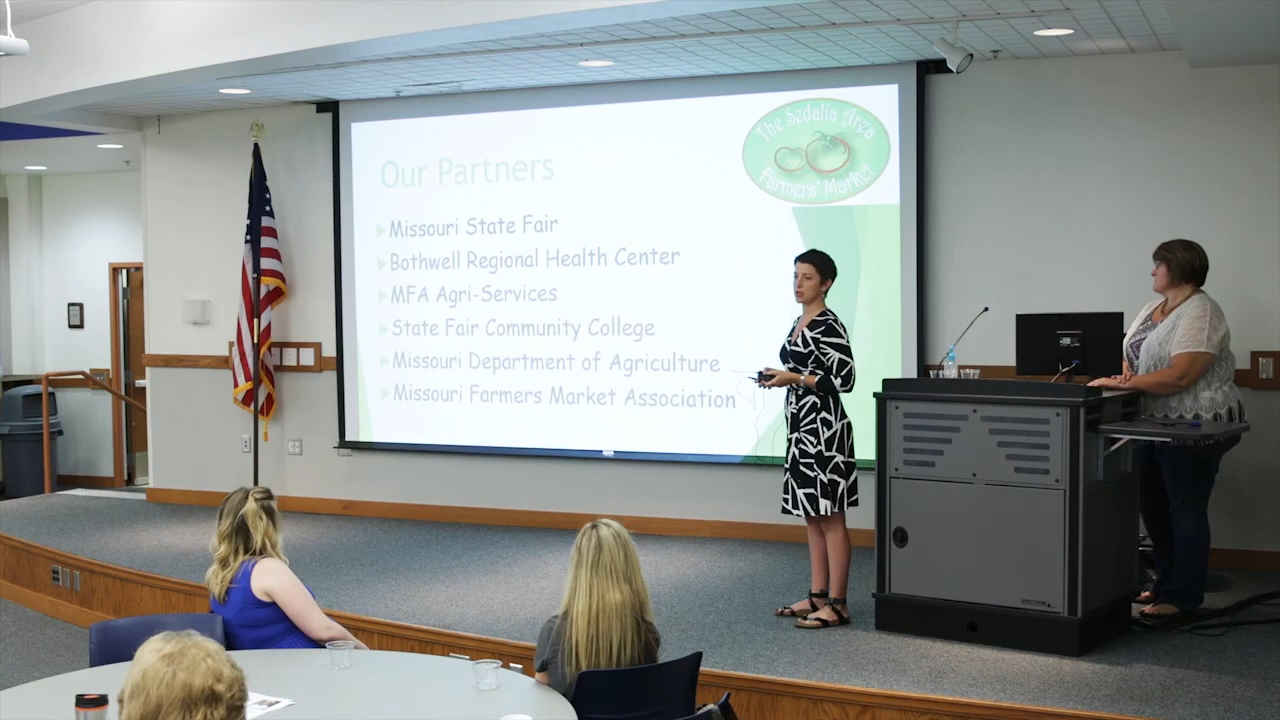 The Sedalia Area
Farmers' Market
Our Partners
Missouri State Fair
Bothwell Regional Health Center
MFA Agri-Services
State Fair Community College
Missouri Department of Agriculture
Missouri Farmers Market Association